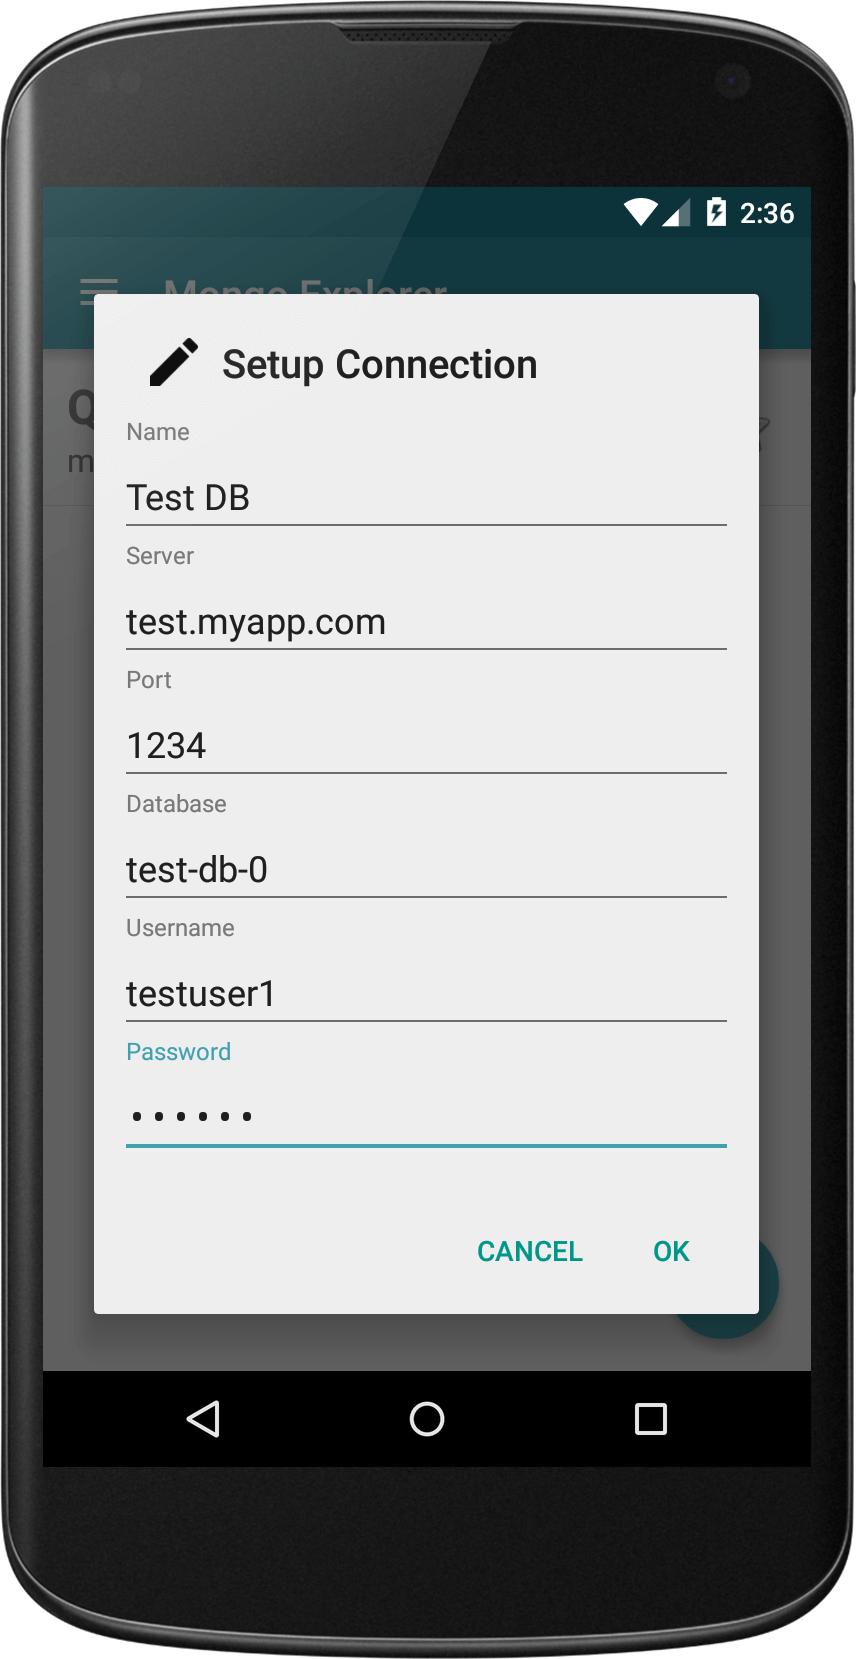 2:36
Mongo Explorer
Setup Connection
Name
Test DB
Server
test.myapp.com
Port
1234
Database
test-db-0
Username
testuser1
Password
••••••
CANCEL
OK